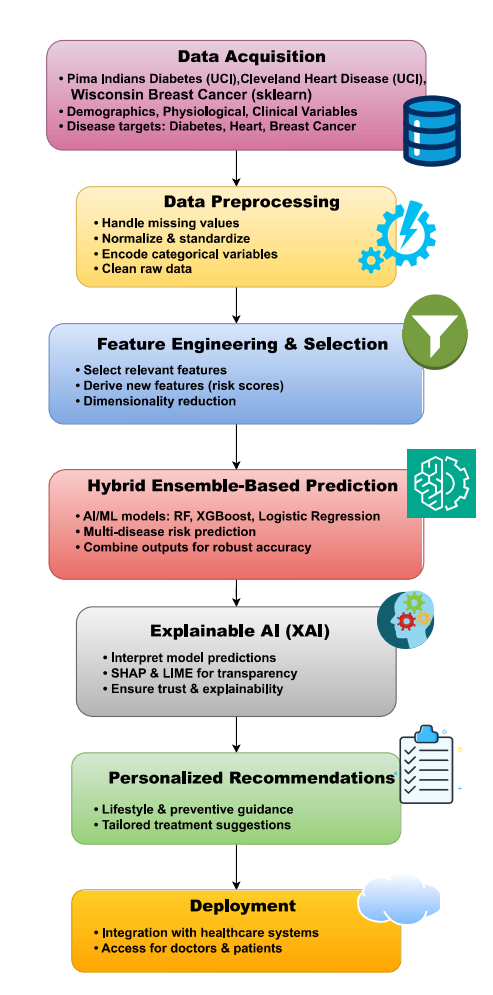 Data Acquisition
• Pima Indians Diabetes (UCI),Cleveland Heart Disease (UCI),
Wisconsin Breast Cancer (sklearn)
• Demographics, Physiological, Clinical Variables
• Disease targets: Diabetes, Heart, Breast Cancer
Data Preprocessing
• Handle missing values
• Normalize & standardize
• Encode categorical variables
• Clean raw data
Feature Engineering & Selection
• Select relevant features
• Derive new features (risk scores)
• Dimensionality reduction
Hybrid Ensemble-Based Prediction
• AI/ML models: RF, XGBoost, Logistic Regression
• Multi-disease risk prediction
• Combine outputs for robust accuracy
Explainable AI (XAI)
• Interpret model predictions
• SHAP & LIME for transparency
• Ensure trust & explainability
Personalized Recommendations
• Lifestyle & preventive guidance
• Tailored treatment suggestions
Deployment
• Integration with healthcare systems
• Access for doctors & patients